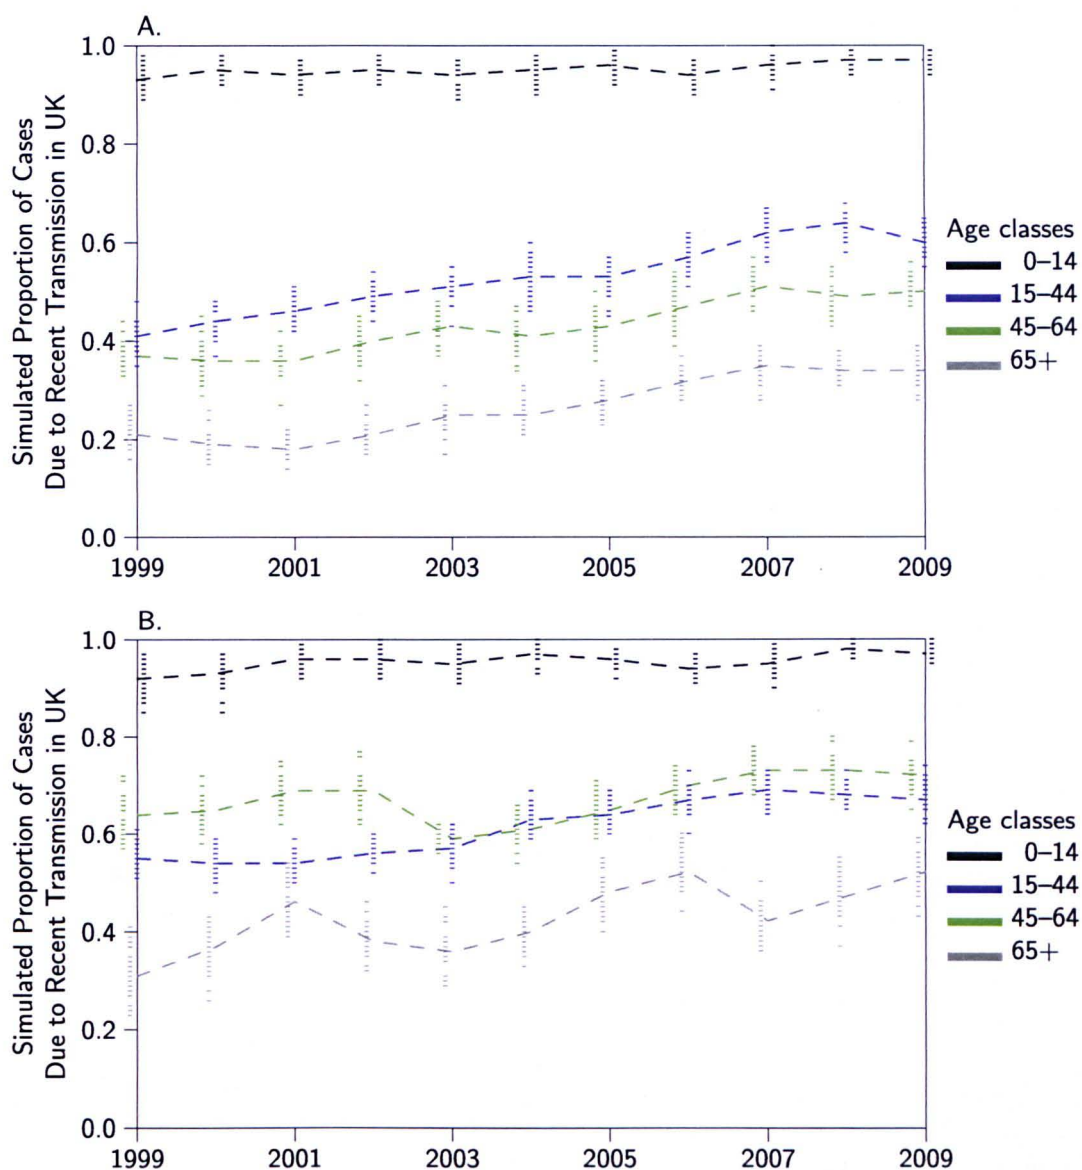 A.
Simulated Proportion of Cases
Due to Recent Transmission in UK
1.0
0.8
0.6
0.4
0.2
0.0
1999 2001 2003 2005 2007 2009
Age classes
0–14
15–44
45–64
65+
B.
Simulated Proportion of Cases
Due to Recent Transmission in UK
1.0
0.8
0.6
0.4
0.2
0.0
1999 2001 2003 2005 2007 2009
Age classes
0–14
15–44
45–64
65+